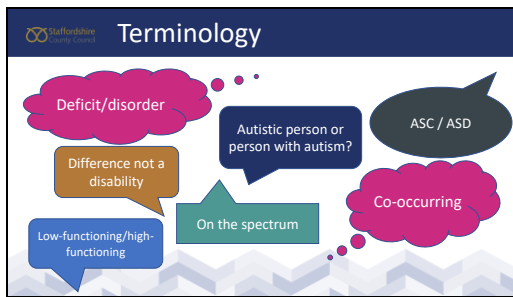 Staffordshire
County Council
Terminology
Deficit/disorder
Autistic person or
person with autism?
ASC / ASD
Difference not a
disability
Co-occurring
On the spectrum
Low-functioning/high-
functioning